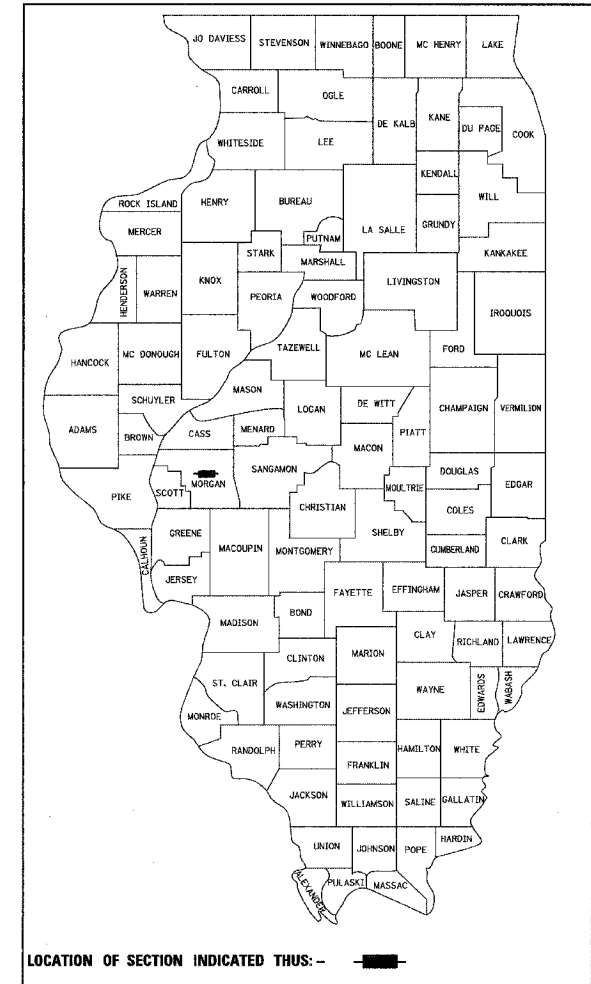 JO DAVIESS STEVENSON WINNEBAGO BOONE MC HENRY LAKE
CARROLL OGLE DE KALB KANE DU PAGE COOK
WHITESIDE LEE
KENDALL WILL
ROCK ISLAND HENRY BUREAU LA SALLE GRUNDY
MERCER PUTNAM
STARK MARSHALL KANKAKEE
HENDERSON WARREN KNOX PEORIA WOODFORD LIVINGSTON IROQUOIS
HANCOCK MC DONOUGH FULTON TAZEWELL MC LEAN FORD
MASON
SCHUYLER LOGAN DE WITT CHAMPAIGN VERMILION
ADAMS BROWN CASS MENARD PIATT
MACON
SANGAMON DOUGLAS EDGAR
PIKE SCOTT MORGAN MOULTRIE
CHRISTIAN COLES
GREENE SHELBY
CALHOUN MACOUPIN MONTGOMERY CUMBERLAND CLARK
JERSEY
FAYETTE EFFINGHAM JASPER CRAWFORD
MADISON BOND
CLAY RICHLAND LAWRENCE
CLINTON MARION
ST. CLAIR WAYNE EDWARDS WABASH
WASHINGTON JEFFERSON
MONROE
RANDOLPH PERRY HAMILTON WHITE
FRANKLIN
JACKSON WILLIAMSON SALINE GALLATIN
UNION JOHNSON POPE HARDIN
ALEXANDER PULASKI MASSAC
LOCATION OF SECTION INDICATED THUS: -